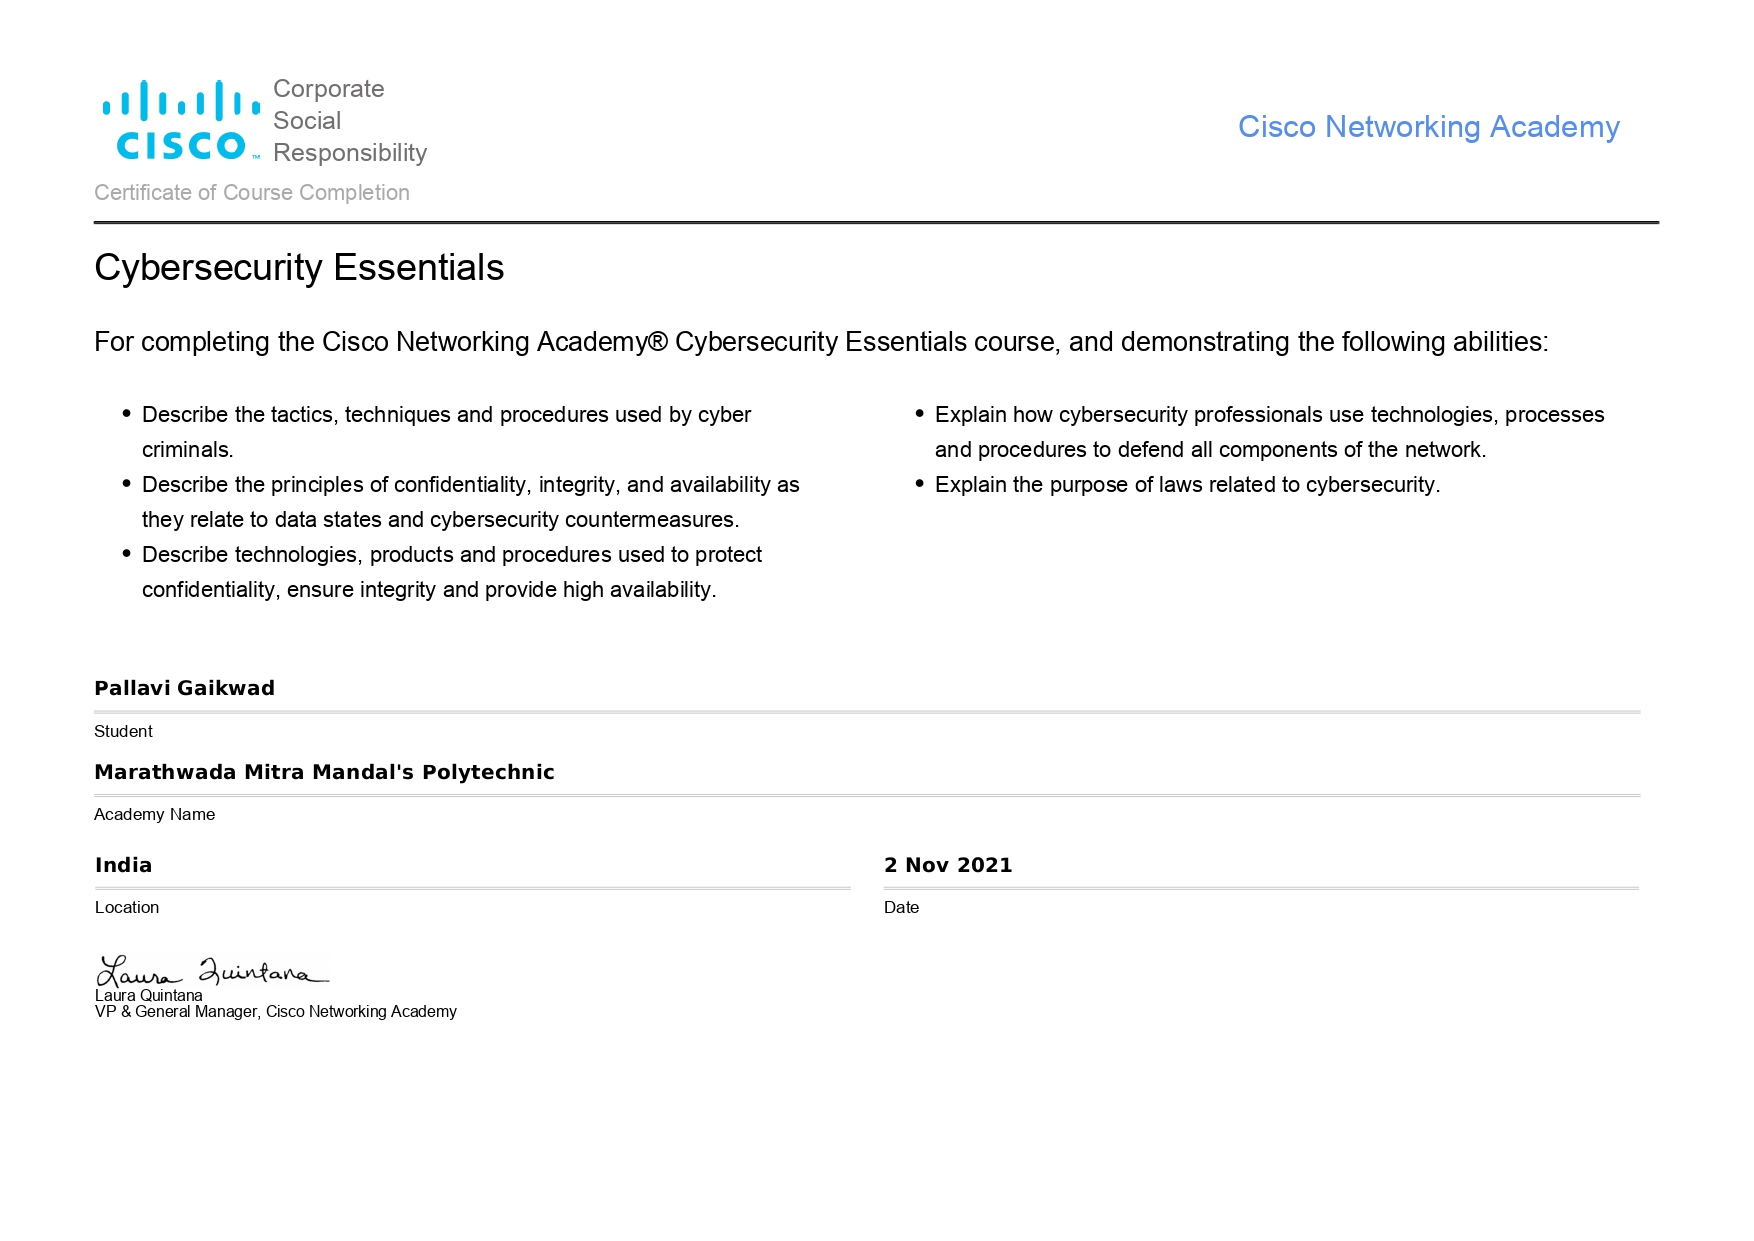 Corporate
Social
Responsibility
CISCO™
Cisco Networking Academy
Certificate of Course Completion
Cybersecurity Essentials
For completing the Cisco Networking Academy® Cybersecurity Essentials course, and demonstrating the following abilities:
• Describe the tactics, techniques and procedures used by cyber
criminals.
• Describe the principles of confidentiality, integrity, and availability as
they relate to data states and cybersecurity countermeasures.
• Describe technologies, products and procedures used to protect
confidentiality, ensure integrity and provide high availability.
• Explain how cybersecurity professionals use technologies, processes
and procedures to defend all components of the network.
• Explain the purpose of laws related to cybersecurity.
Pallavi Gaikwad
Student
Marathwada Mitra Mandal's Polytechnic
Academy Name
India
Location
2 Nov 2021
Date
Laura Quintana
Laura Quintana
VP & General Manager, Cisco Networking Academy